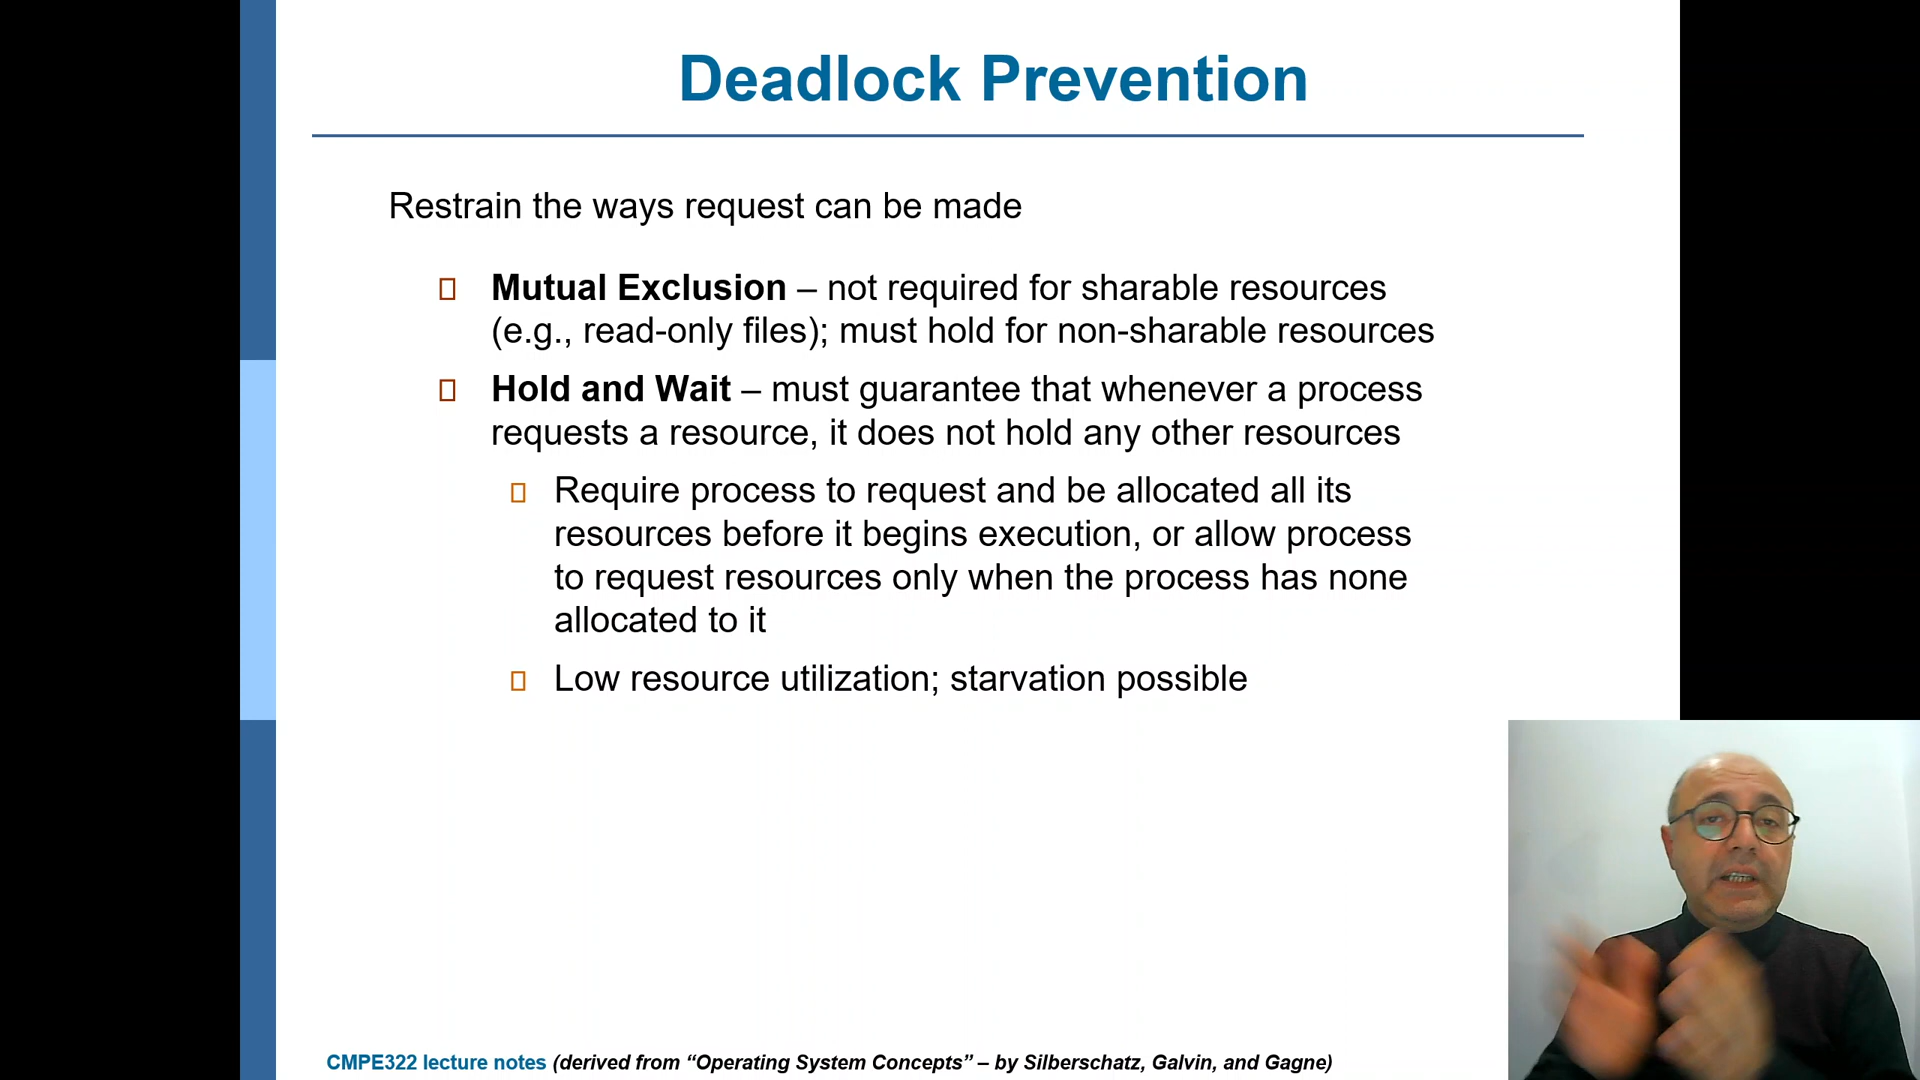 Deadlock Prevention
Restrain the ways request can be made
Mutual Exclusion – not required for sharable resources
(e.g., read-only files); must hold for non-sharable resources
Hold and Wait – must guarantee that whenever a process
requests a resource, it does not hold any other resources
Require process to request and be allocated all its
resources before it begins execution, or allow process
to request resources only when the process has none
allocated to it
Low resource utilization; starvation possible
CMPE322 lecture notes (derived from “Operating System Concepts” – by Silberschatz, Galvin, and Gagne)